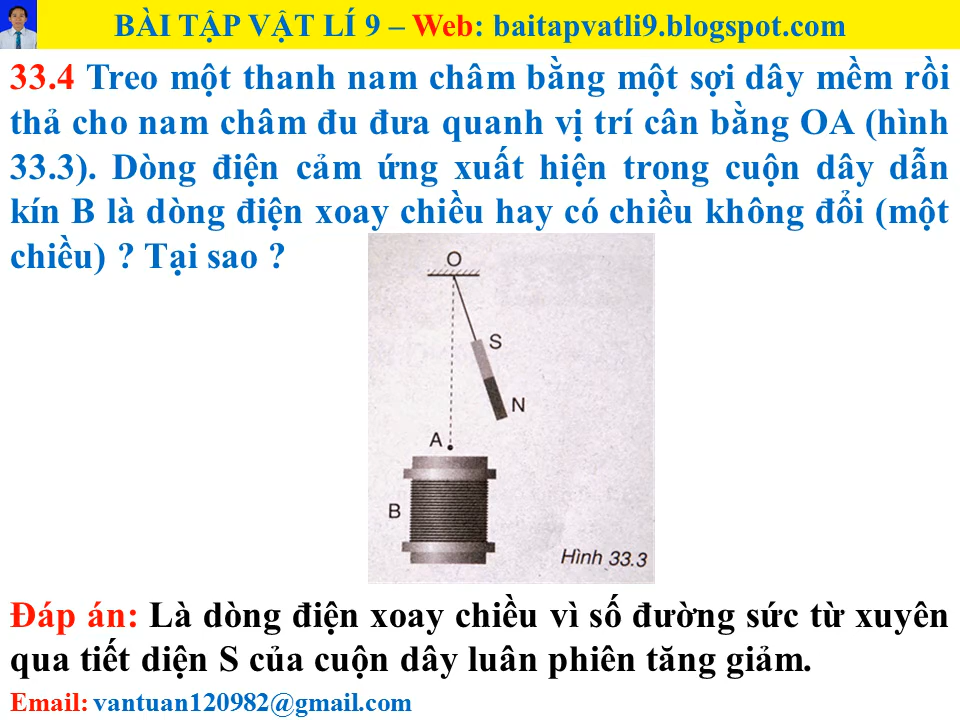 BÀI TẬP VẬT LÍ 9 – Web: baitapvatli9.blogspot.com
33.4 Treo một thanh nam châm bằng một sợi dây mềm rồi
thả cho nam châm đu đưa quanh vị trí cân bằng OA (hình
33.3). Dòng điện cảm ứng xuất hiện trong cuộn dây dẫn
kín B là dòng điện xoay chiều hay có chiều không đổi (một
chiều) ? Tại sao ?
O
S
N
A
B
Hình 33.3
Đáp án: Là dòng điện xoay chiều vì số đường sức từ xuyên
qua tiết diện S của cuộn dây luân phiên tăng giảm.
Email: vantuan120982@gmail.com